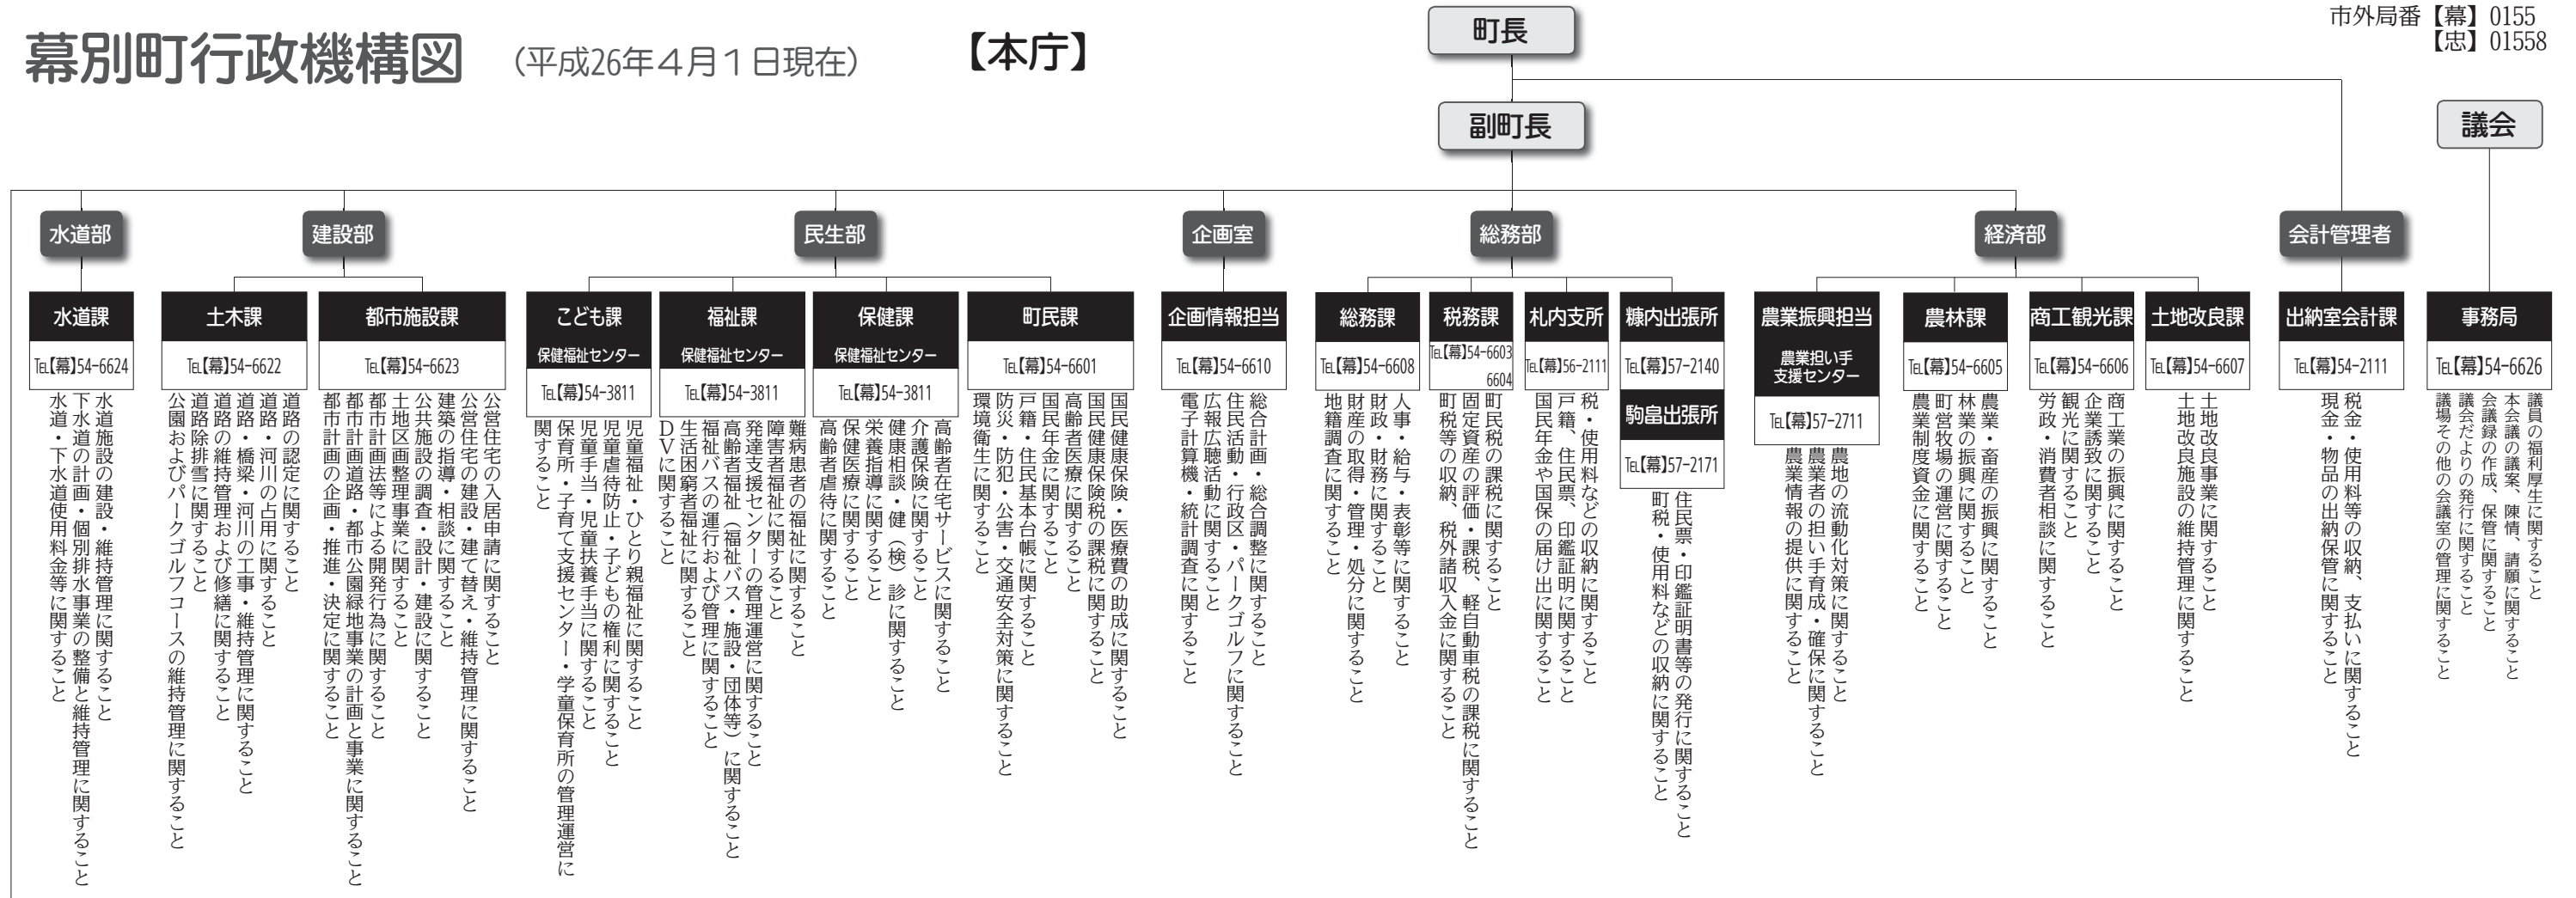 幕別町行政機構図　（平成26年４月１日現在）　【本庁】
市外局番【幕】0155
【忠】01558
町長
副町長
議会
水道部
建設部
民生部
企画室
総務部
経済部
会計管理者
水道課
℡【幕】54-6624
水道施設の建設・維持管理に関すること
下水道の計画・個別排水事業の整備と維持管理に関すること
水道・下水道使用料金等に関すること
土木課
℡【幕】54-6622
道路の認定に関すること
道路・河川の占用に関すること
道路・橋梁・河川の工事・維持管理に関すること
道路の維持管理および修繕に関すること
道路除排雪に関すること
公園およびパークゴルフコースの維持管理に関すること
都市施設課
℡【幕】54-6623
公営住宅の入居申請に関すること
公営住宅の建設・建て替え・維持管理に関すること
建築の指導・相談に関すること
公共施設の調査・設計・建設に関すること
土地区画整理事業に関すること
都市計画法等による開発行為に関すること
都市計画道路・都市公園緑地事業の計画と事業に関すること
都市計画の企画・推進・決定に関すること
こども課
保健福祉センター
℡【幕】54-3811
児童福祉・ひとり親福祉に関すること
児童虐待防止・子どもの権利に関すること
児童手当・児童扶養手当に関すること
保育所・子育て支援センター・学童保育所の管理運営に
関すること
福祉課
保健福祉センター
℡【幕】54-3811
難病患者の福祉に関すること
障害者福祉に関すること
発達支援センターの管理運営に関すること
高齢者福祉（福祉バス・施設・団体等）に関すること
福祉バスの運行および管理に関すること
生活困窮者福祉に関すること
ＤＶに関すること
保健課
保健福祉センター
℡【幕】54-3811
高齢者在宅サービスに関すること
介護保険に関すること
健康相談・健（検）診に関すること
栄養指導に関すること
保健医療に関すること
高齢者虐待に関すること
町民課
℡【幕】54-6601
国民健康保険・医療費の助成に関すること
国民健康保険税の課税に関すること
高齢者医療に関すること
国民年金に関すること
戸籍・住民基本台帳に関すること
防災・防犯・公害・交通安全対策に関すること
環境衛生に関すること
企画情報担当
℡【幕】54-6610
総合計画・総合調整に関すること
住民活動・行政区・パークゴルフに関すること
広報広聴活動に関すること
電子計算機・統計調査に関すること
総務課
℡【幕】54-6608
人事・給与・表彰等に関すること
財政・財務に関すること
財産の取得・管理・処分に関すること
地籍調査に関すること
税務課
℡【幕】54-6603
6604
町民税の課税に関すること
固定資産の評価・課税、軽自動車税の課税に関すること
町税等の収納、税外諸収入金に関すること
札内支所
℡【幕】56-2111
税・使用料などの収納に関すること
戸籍、住民票、印鑑証明に関すること
国民年金や国保の届け出に関すること
糠内出張所
℡【幕】57-2140
駒畠出張所
℡【幕】57-2171
住民票・印鑑証明書等の発行に関すること
町税・使用料などの収納に関すること
農業振興担当
農業担い手
支援センター
℡【幕】57-2711
農地の流動化対策に関すること
農業者の担い手育成・確保に関すること
農業情報の提供に関すること
農林課
℡【幕】54-6605
農業・畜産の振興に関すること
林業の振興に関すること
町営牧場の運営に関すること
農業制度資金に関すること
商工観光課
℡【幕】54-6606
商工業の振興に関すること
企業誘致に関すること
観光に関すること
労政・消費者相談に関すること
土地改良課
℡【幕】54-6607
土地改良事業に関すること
土地改良施設の維持管理に関すること
出納室会計課
℡【幕】54-2111
税金・使用料等の収納、支払いに関すること
現金・物品の出納保管に関すること
事務局
℡【幕】54-6626
議員の福利厚生に関すること
本会議の議案、陳情、請願に関すること
会議録の作成、保管に関すること
議会だよりの発行に関すること
議場その他の会議室の管理に関すること